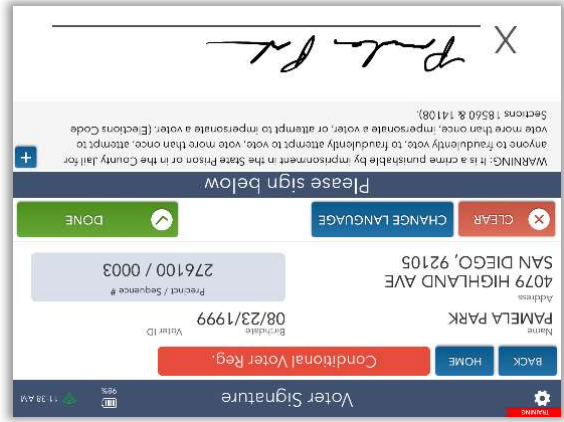 TRAINING
Voter Signature
98%
11:38 AM
BACK
HOME
Conditional Voter Reg.
Name
PAMELA PARK
Birthdate
08/23/1999
Voter ID
Address
4079 HIGHLAND AVE
SAN DIEGO, 92105
Precinct / Sequence #
276100 / 0003
CLEAR
CHANGE LANGUAGE
DONE
Please sign below
WARNING: It is a crime punishable by imprisonment in the State Prison or in the County Jail for
anyone to fraudulently vote, to fraudulently attempt to vote, vote more than once, attempt to
vote more than once, impersonate a voter, or attempt to impersonate a voter. (Elections Code
Sections 18560 & 14108).
X